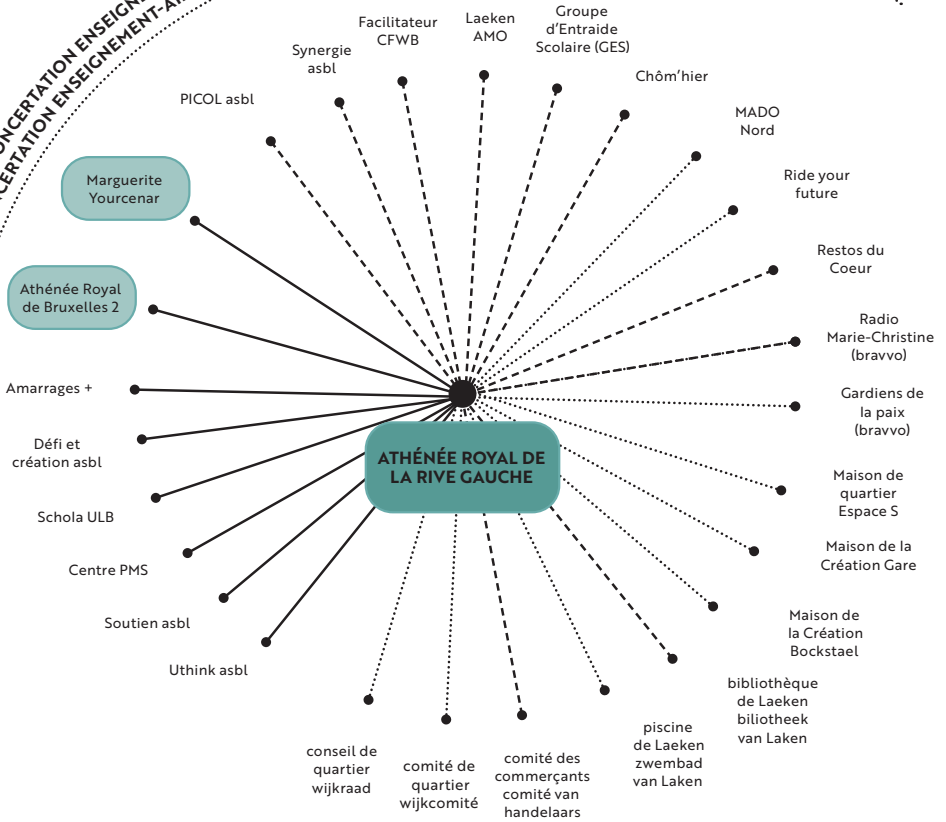 ONCERTATION ENSEIGNE
CERTATION ENSEIGNEMENT-A
Facilitateur
CFWB
Laeken
AMO
Groupe
d'Entraide
Scolaire (GES)
Synergie
asbl
Chôm'hier
PICOL asbl
MADO
Nord
Marguerite
Yourcenar
Ride your
future
Restos du
Coeur
Athénée Royal
de Bruxelles 2
Radio
Marie-Christine
(bravvo)
Amarrages +
Gardiens de
la paix
(bravvo)
Défi et
création asbl
ATHÉNÉE ROYAL DE
LA RIVE GAUCHE
Maison de
quartier
Espace S
Schola ULB
Maison de la
Création Gare
Centre PMS
Soutien asbl
Maison de
la Création
Bockstael
Uthink asbl
bibliothèque
de Laeken
biliotheek
van Laken
piscine
de Laeken
zwembad
van Laken
conseil de
quartier
wijkraad
comité de
quartier
wijkcomité
comité des
commerçants
comité van
handelaars